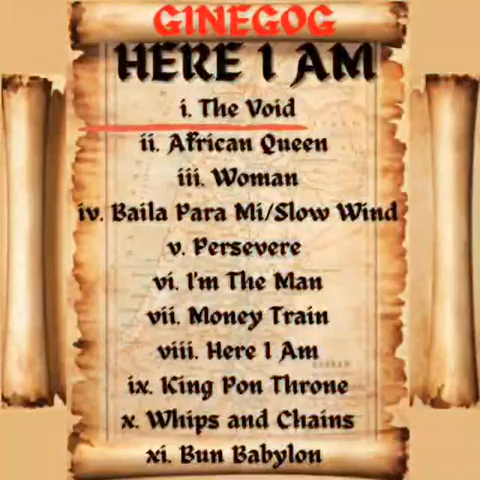 GINEGOG
HERE I AM
i. The Void
ii. African Queen
iii. Woman
iv. Baila Para Mi/Slow Wind
v. Persevere
vi. I'm The Man
vii. Money Train
viii. Here I Am
ix. King Pon Throne
x. Whips and Chains
xi. Bun Babylon